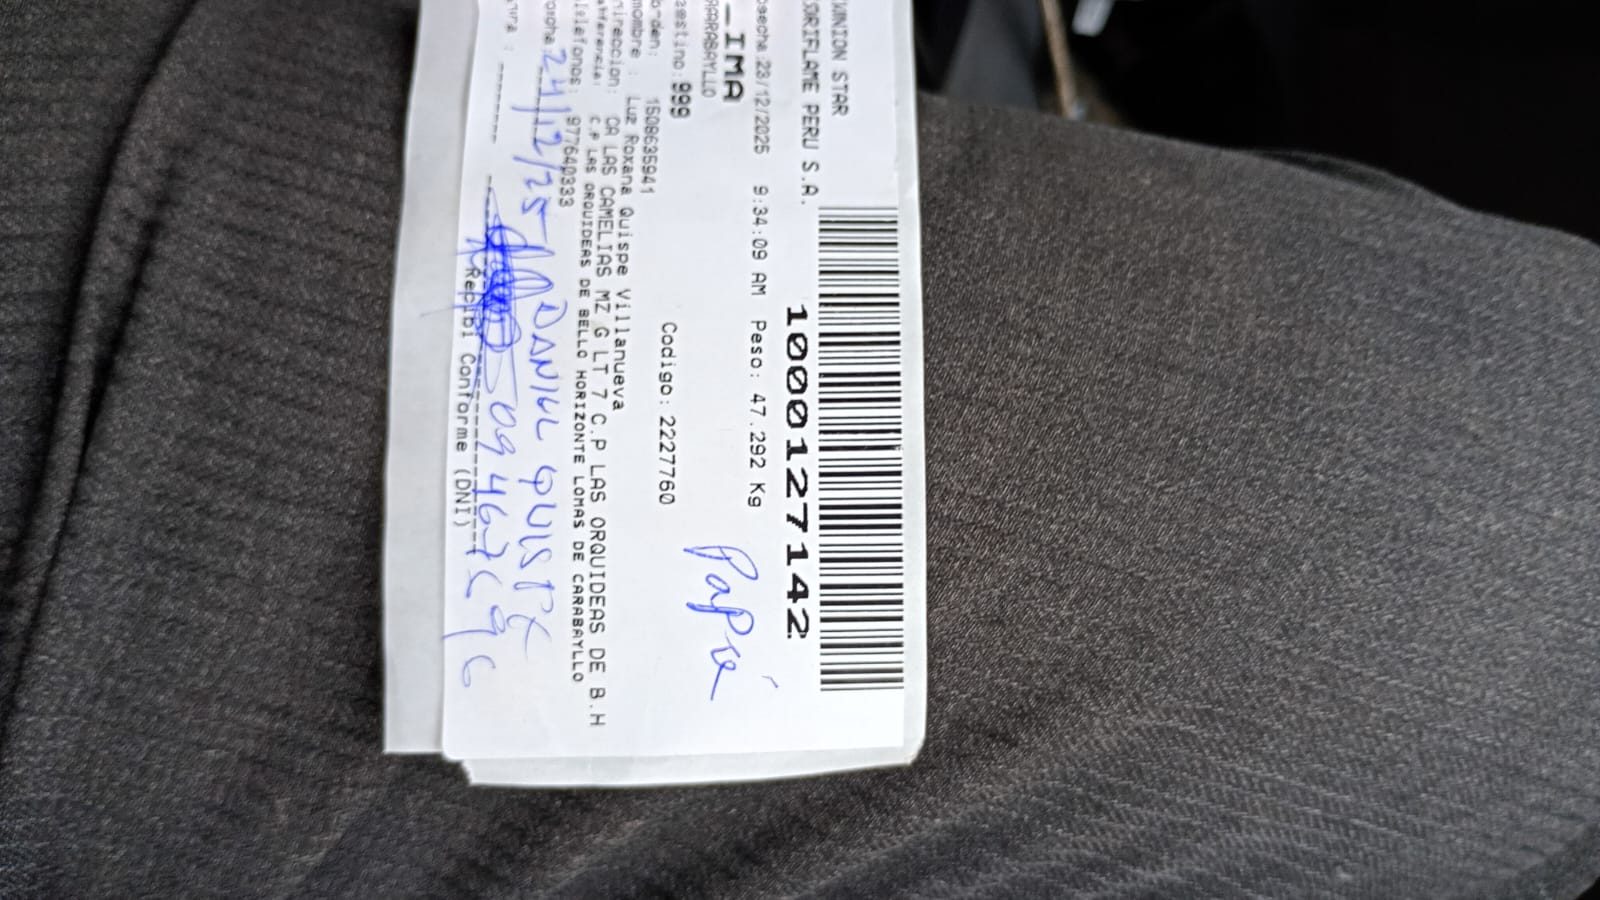 UNION STAR
ORIFLAME PERU S.A.
1000127142
Fecha:23/12/2025 9:34:09 AM Peso: 47.292 Kg
LIMA
CARABAYLLO
Papá
Destino:999
Orden: 1508635941 Codigo:2227760
Nombre : Luz Roxana Quispe Villanueva
Direccion: CA LAS CAMELIAS MZ G LT 7 C.P LAS ORQUIDEAS DE B.H
Referencia: C.P LAS ORQUIDEAS DE BELLO HORIZONTE LOMAS DE CARABAYLLO
Telefonos: 977640333
Fecha: 24/12/25 DANIEL QUISPE
Hora :
Recibi Conforme (DNI)